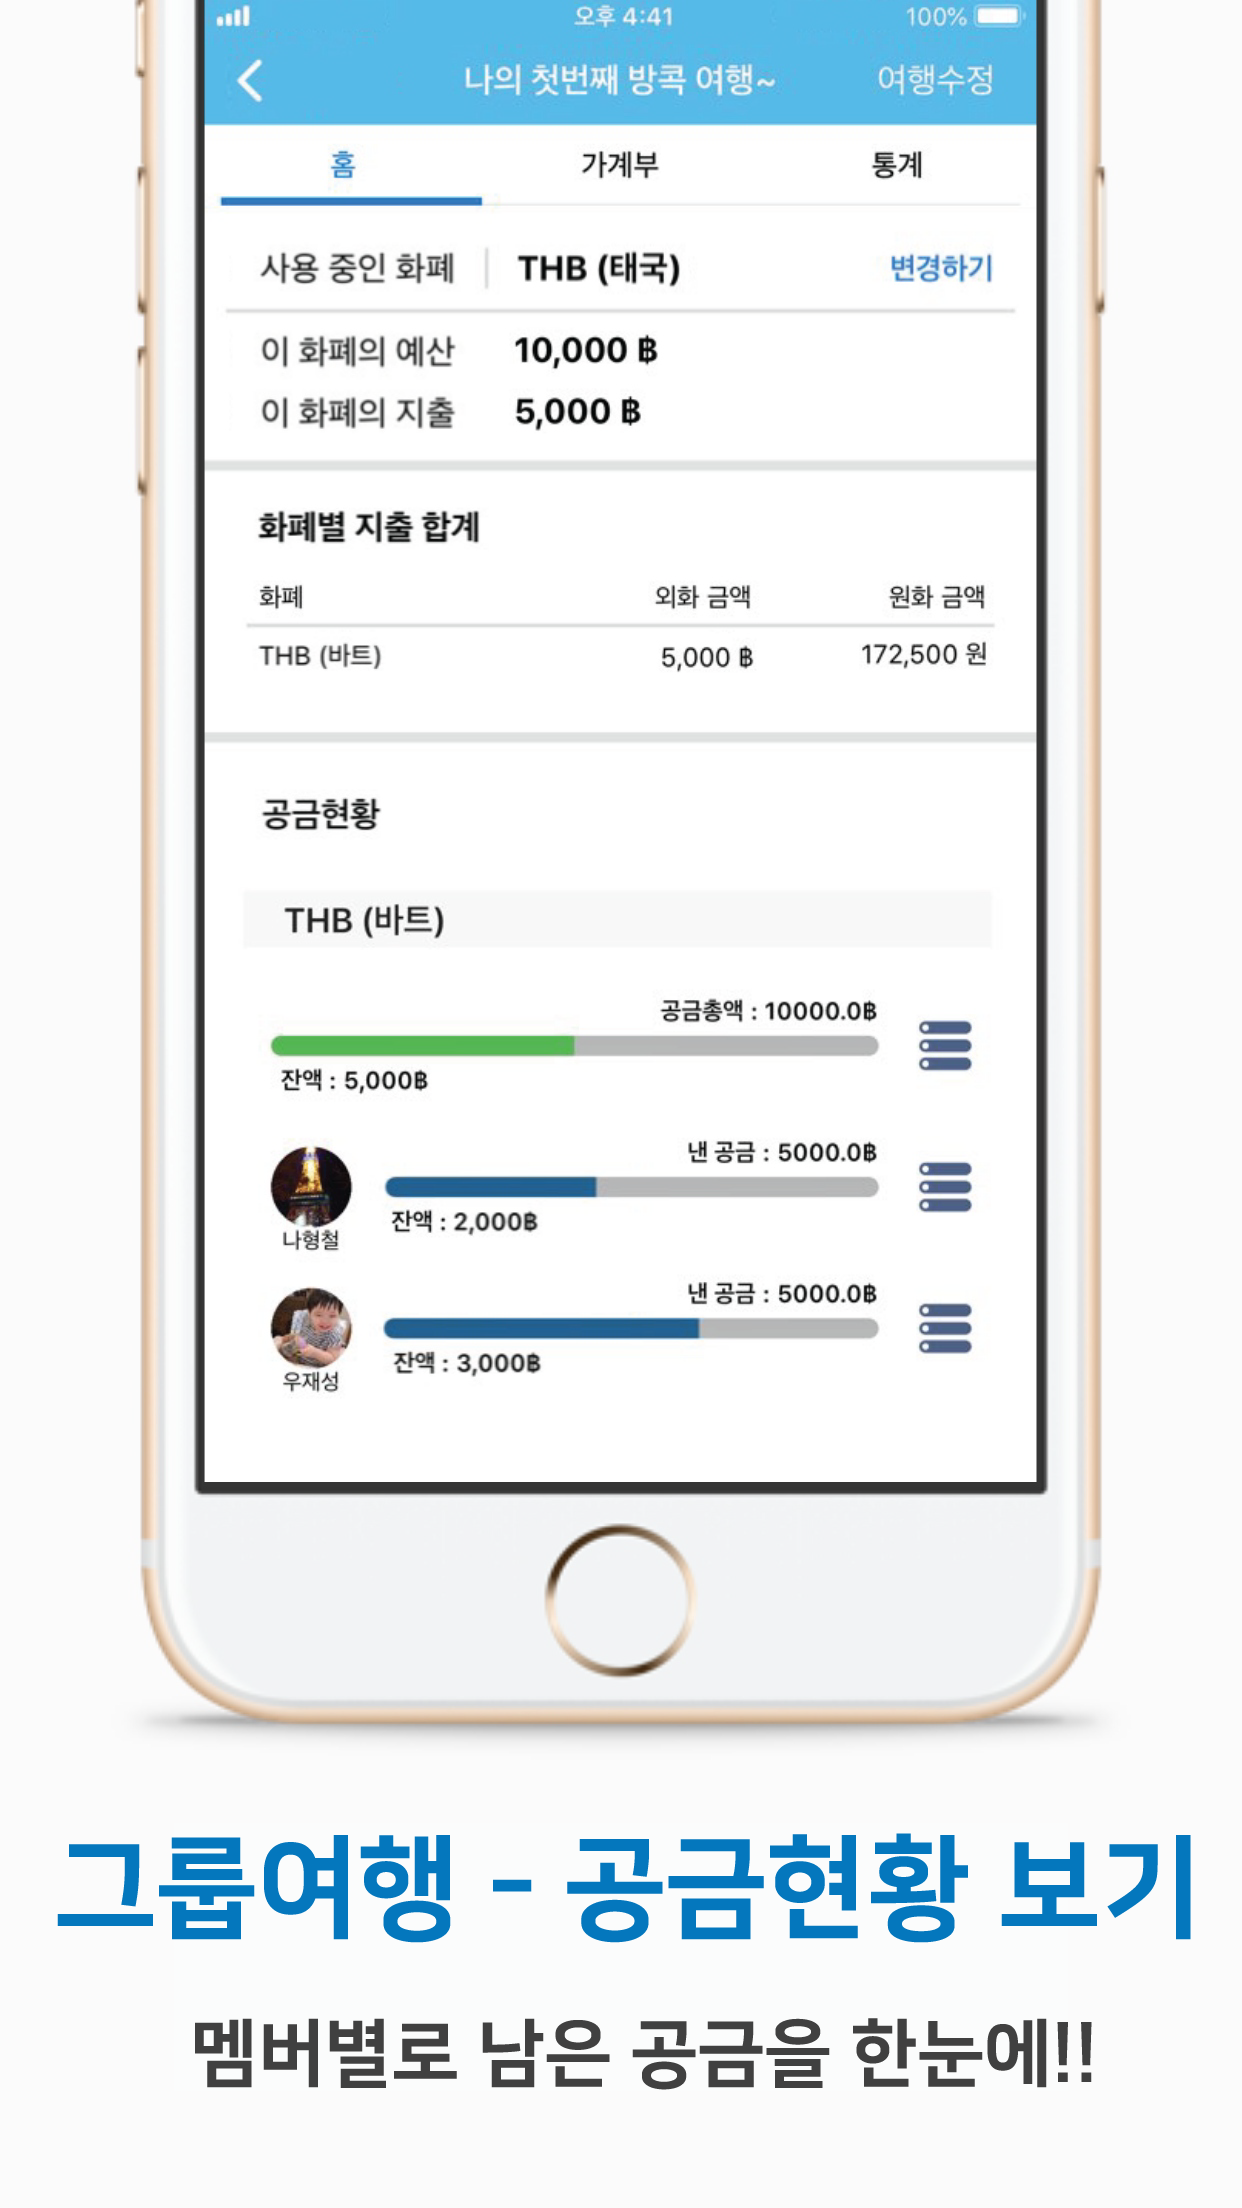 오후 4:41 100%
나의 첫번째 방콕 여행~ 여행수정
홈 가계부 통계
사용 중인 화폐 THB (태국) 변경하기
이 화폐의 예산 10,000 ฿
이 화폐의 지출 5,000 ฿
화폐별 지출 합계
화폐 외화 금액 원화 금액
THB (바트) 5,000 ฿ 172,500 원
공금현황
THB (바트)
공금총액 : 10000.0฿
잔액 : 5,000฿
낸 공금 : 5000.0฿
잔액 : 2,000฿
나형철
낸 공금 : 5000.0฿
잔액 : 3,000฿
우재성
그룹여행 - 공금현황 보기
멤버별로 남은 공금을 한눈에!!